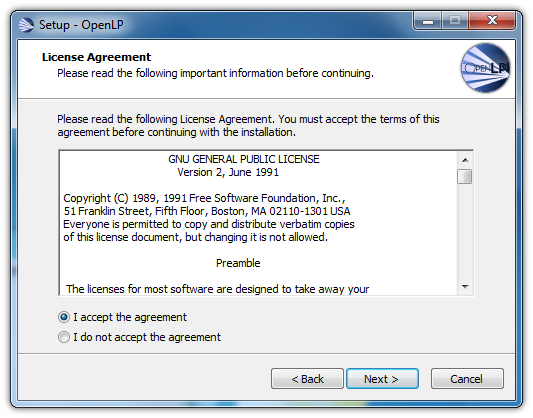 Setup - OpenLP
License Agreement
Please read the following important information before continuing.
OPENLP
Please read the following License Agreement. You must accept the terms of this
agreement before continuing with the installation.
GNU GENERAL PUBLIC LICENSE
Version 2, June 1991
Copyright (C) 1989, 1991 Free Software Foundation, Inc.,
51 Franklin Street, Fifth Floor, Boston, MA 02110-1301 USA
Everyone is permitted to copy and distribute verbatim copies
of this license document, but changing it is not allowed.
Preamble
The licenses for most software are designed to take away your
I accept the agreement
I do not accept the agreement
< Back
Next >
Cancel